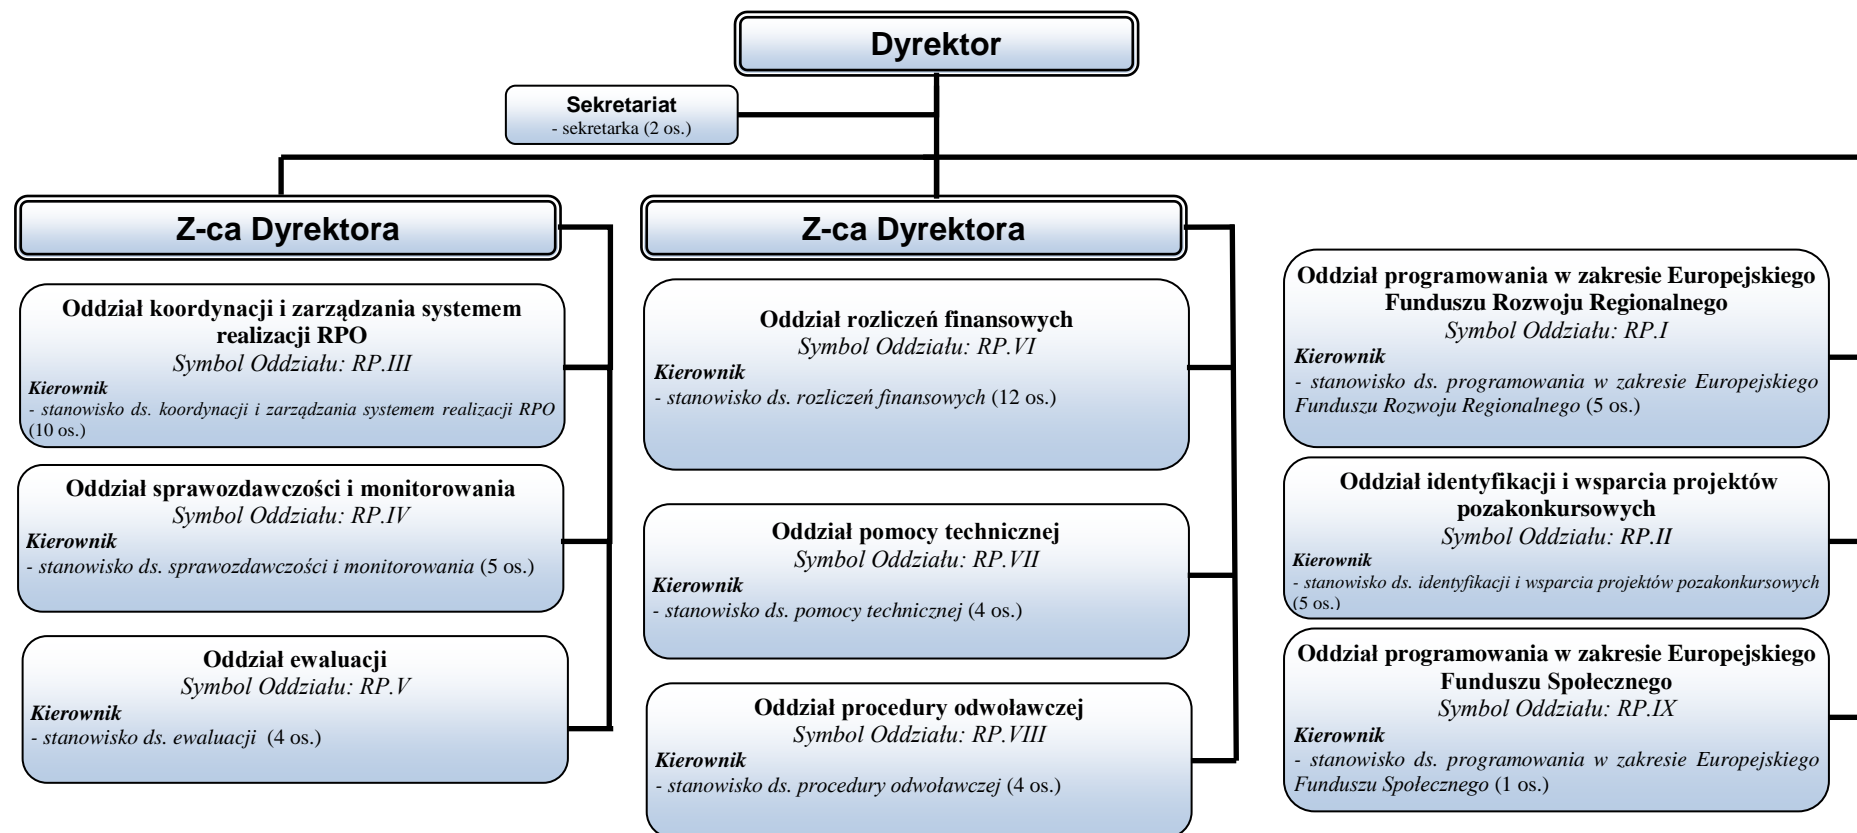 Dyrektor
Sekretariat
- sekretarka (2 os.)
Z-ca Dyrektora
Oddział koordynacji i zarządzania systemem
realizacji RPO
Symbol Oddziału: RP.III
Kierownik
- stanowisko ds. koordynacji i zarządzania systemem realizacji RPO
(10 os.)
Oddział sprawozdawczości i monitorowania
Symbol Oddziału: RP.IV
Kierownik
- stanowisko ds. sprawozdawczości i monitorowania (5 os.)
Oddział ewaluacji
Symbol Oddziału: RP.V
Kierownik
- stanowisko ds. ewaluacji (4 os.)
Z-ca Dyrektora
Oddział rozliczeń finansowych
Symbol Oddziału: RP.VI
Kierownik
- stanowisko ds. rozliczeń finansowych (12 os.)
Oddział pomocy technicznej
Symbol Oddziału: RP.VII
Kierownik
- stanowisko ds. pomocy technicznej (4 os.)
Oddział procedury odwoławczej
Symbol Oddziału: RP.VIII
Kierownik
- stanowisko ds. procedury odwoławczej (4 os.)
Oddział programowania w zakresie Europejskiego
Funduszu Rozwoju Regionalnego
Symbol Oddziału: RP.I
Kierownik
- stanowisko ds. programowania w zakresie Europejskiego
Funduszu Rozwoju Regionalnego (5 os.)
Oddział identyfikacji i wsparcia projektów
pozakonkursowych
Symbol Oddziału: RP.II
Kierownik
- stanowisko ds. identyfikacji i wsparcia projektów pozakonkursowych
(5 os.)
Oddział programowania w zakresie Europejskiego
Funduszu Społecznego
Symbol Oddziału: RP.IX
Kierownik
- stanowisko ds. programowania w zakresie Europejskiego
Funduszu Społecznego (1 os.)